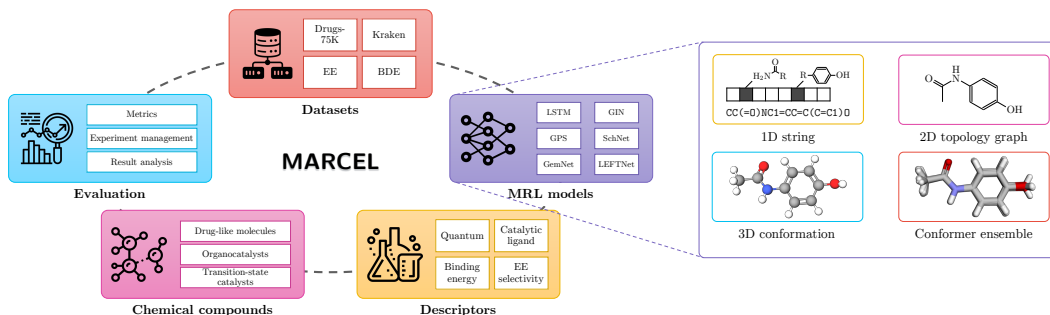 Drugs-
75K
Kraken
EE
BDE
Datasets
Metrics
Experiment management
Result analysis
Evaluation
MARCEL
LSTM
GIN
GPS
SchNet
GemNet
LEFTNet
MRL models
Drug-like molecules
Organocatalysts
Transition-state
catalysts
Chemical compounds
Quantum
Catalytic
ligand
Binding
energy
EE
selectivity
Descriptors
O
H₂N
R
R
OH
CC(=O)NC1=CC=C(C=C1)O
1D string
H
N
O
OH
2D topology graph
3D conformation
Conformer ensemble